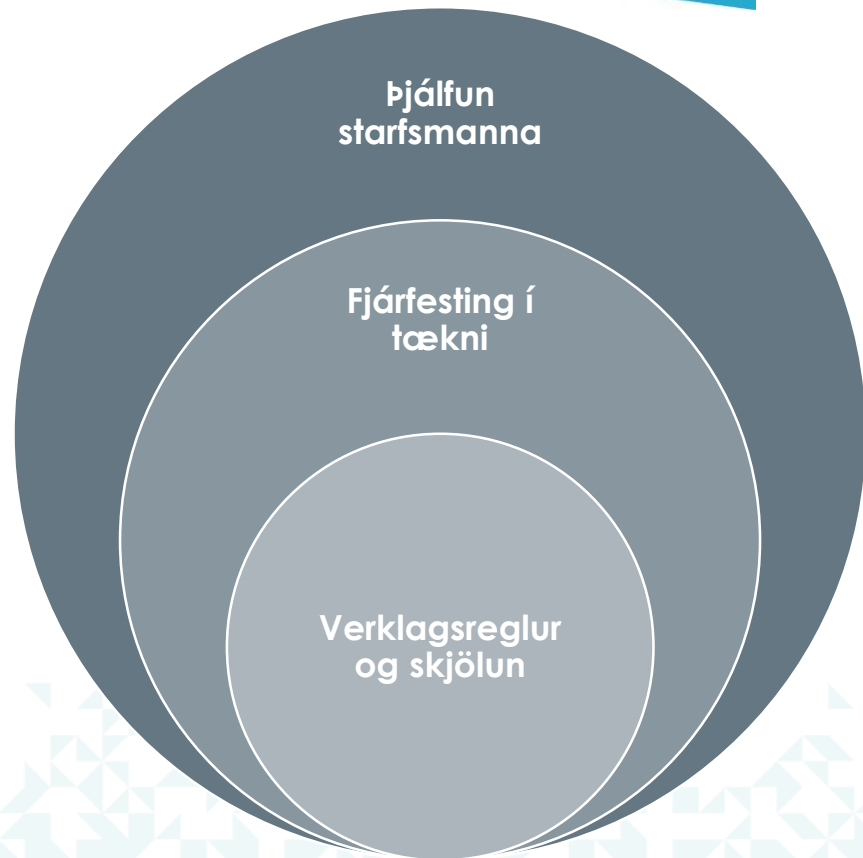 Þjálfun
starfsmanna
Fjárfesting í
tækni
Verklagsreglur
og skjölun